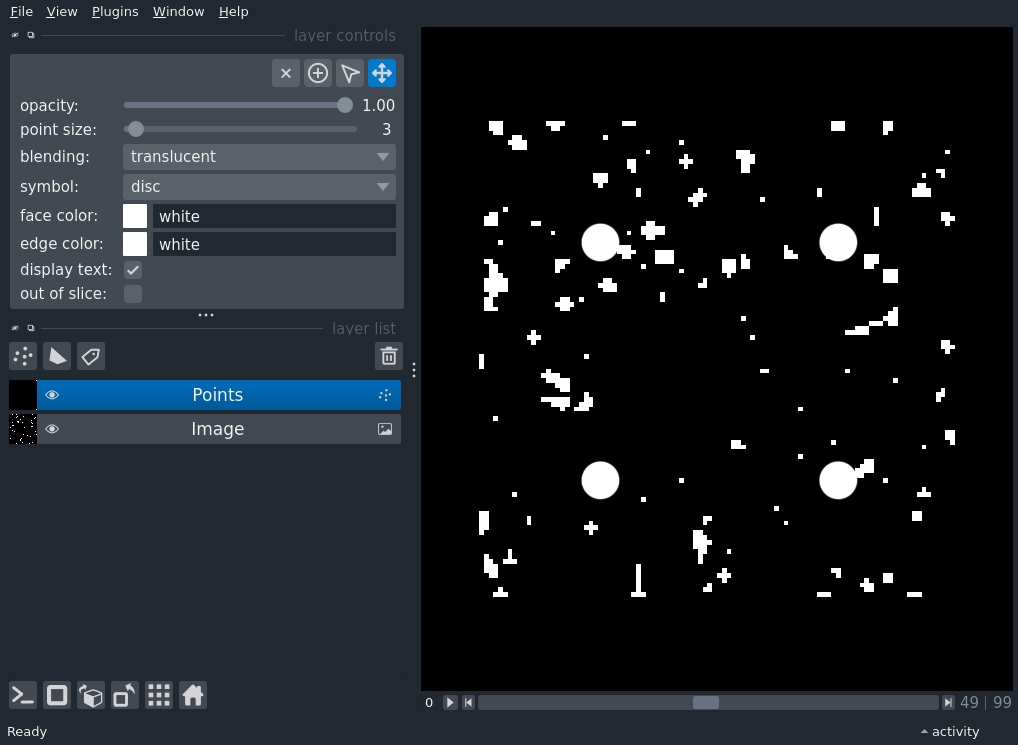 File View Plugins Window Help
layer controls
opacity: 1.00
point size: 3
blending: translucent
symbol: disc
face color: white
edge color: white
display text:
out of slice:
layer list
Points
Image
0 49 | 99
Ready activity